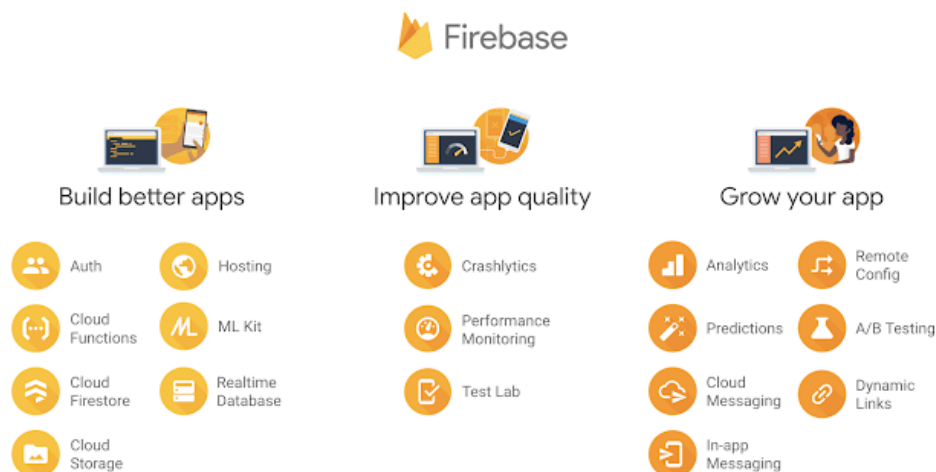 Firebase
Build better apps
Auth
Hosting
Cloud
Functions
ML Kit
Cloud
Firestore
Realtime
Database
Cloud
Storage
Improve app quality
Crashlytics
Performance
Monitoring
Test Lab
Grow your app
Analytics
Remote
Config
Predictions
A/B Testing
Cloud
Messaging
Dynamic
Links
In-app
Messaging